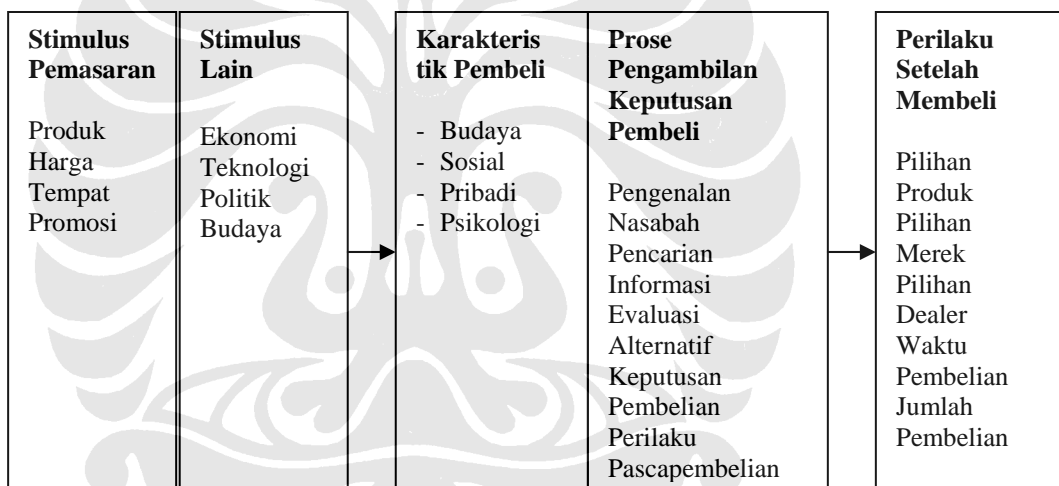 Stimulus
Pemasaran
Produk
Harga
Tempat
Promosi
Stimulus
Lain
Ekonomi
Teknologi
Politik
Budaya
Karakteris
tik Pembeli
- Budaya
- Sosial
- Pribadi
- Psikologi
Prose
Pengambilan
Keputusan
Pembeli
Pengenalan
Nasabah
Pencarian
Informasi
Evaluasi
Alternatif
Keputusan
Pembelian
Perilaku
Pascapembelian
Perilaku
Setelah
Membeli
Pilihan
Produk
Pilihan
Merek
Pilihan
Dealer
Waktu
Pembelian
Jumlah
Pembelian